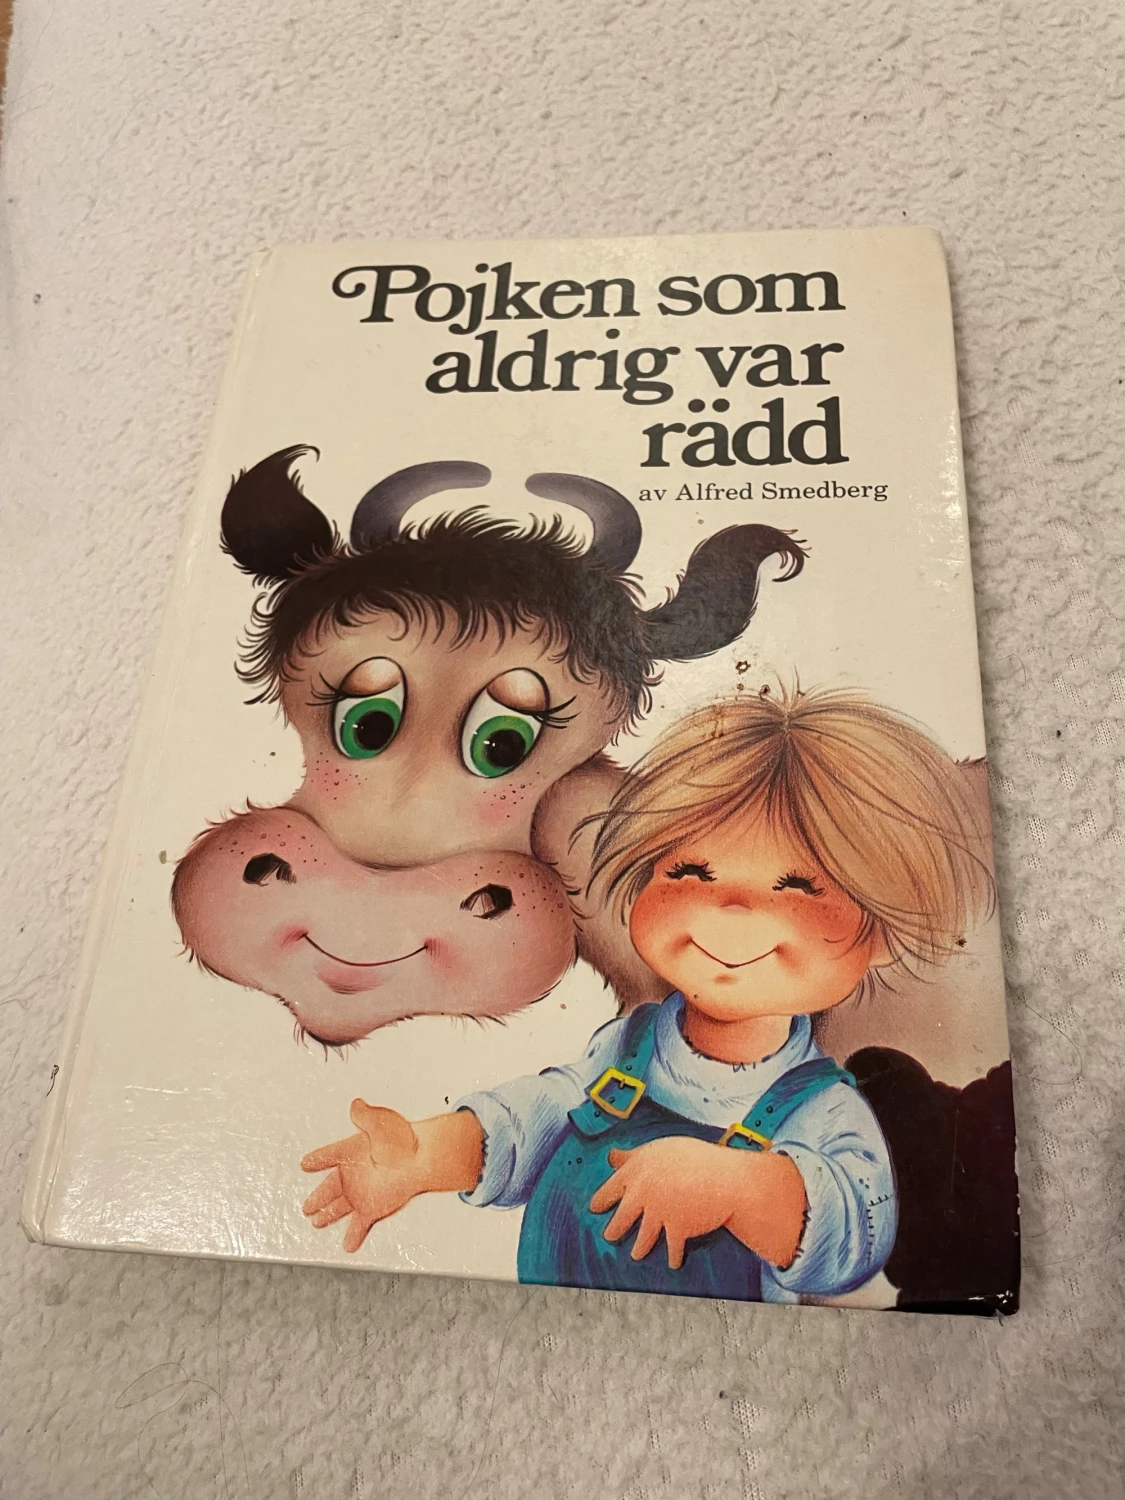 Pojken som
aldrig var
rädd
av Alfred Smedberg